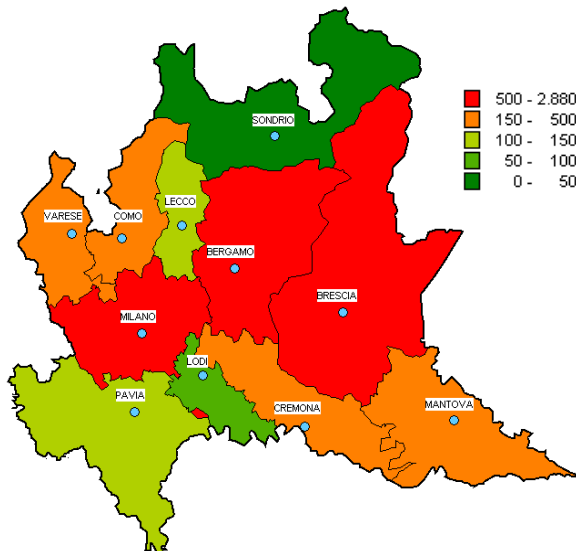 500 - 2.880
150 - 500
100 - 150
50 - 100
0 - 50
SONDRIO
LECCO
VARESE
COMO
BERGAMO
BRESCIA
MILANO
LODI
PAVIA
CREMONA
MANTOVA